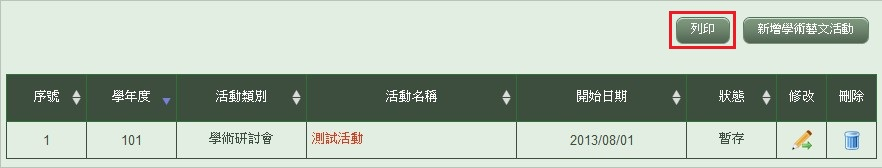 列印 新增學術藝文活動
序號 學年度 活動類別 活動名稱 開始日期 狀態 修改 刪除
1 101 學術研討會 測試活動 2013/08/01 暫存